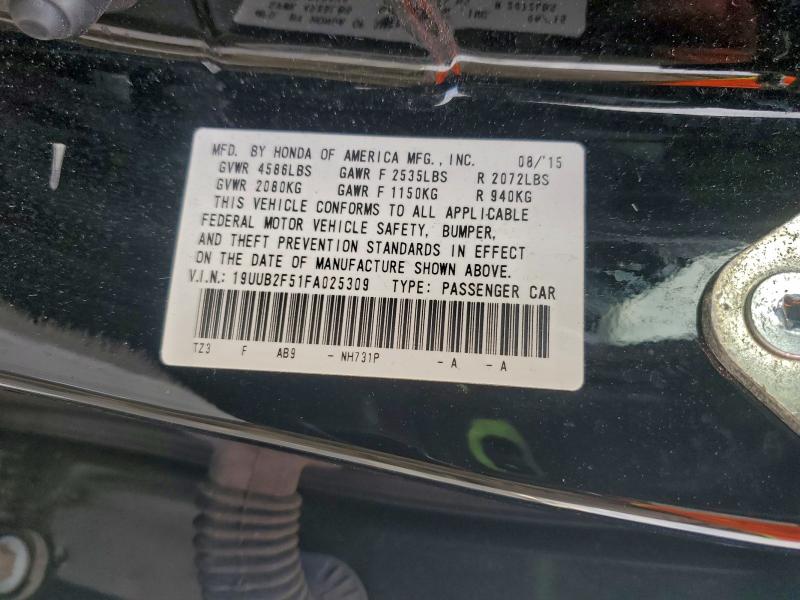 MFD. BY HONDA OF AMERICA MFG., INC. 08/'15
GVWR 4586LBS GAWR F 2535LBS R 2072LBS
GVWR 2080KG GAWR F 1150KG R 940KG
THIS VEHICLE CONFORMS TO ALL APPLICABLE
FEDERAL MOTOR VEHICLE SAFETY, BUMPER,
AND THEFT PREVENTION STANDARDS IN EFFECT
ON THE DATE OF MANUFACTURE SHOWN ABOVE.
V.I.N.: 19UUB2F51FA025309 TYPE: PASSENGER CAR
TZ3 F AB9 - NH731P - A - A